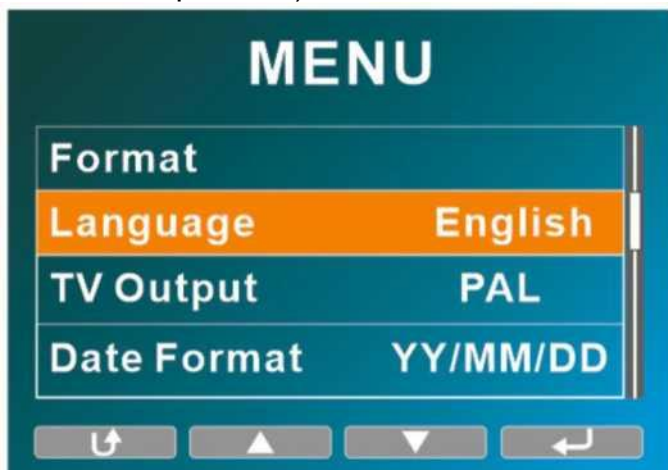 MENU
Format
Language English
TV Output PAL
Date Format YY/MM/DD